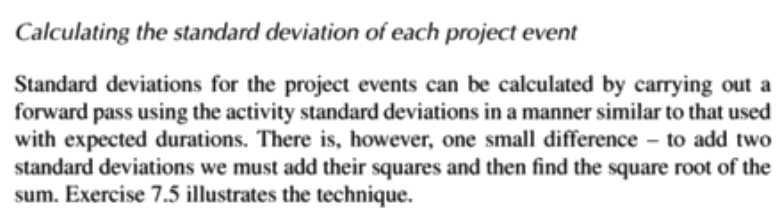 Calculating the standard deviation of each project event
Standard deviations for the project events can be calculated by carrying out a
forward pass using the activity standard deviations in a manner similar to that used
with expected durations. There is, however, one small difference – to add two
standard deviations we must add their squares and then find the square root of the
sum. Exercise 7.5 illustrates the technique.